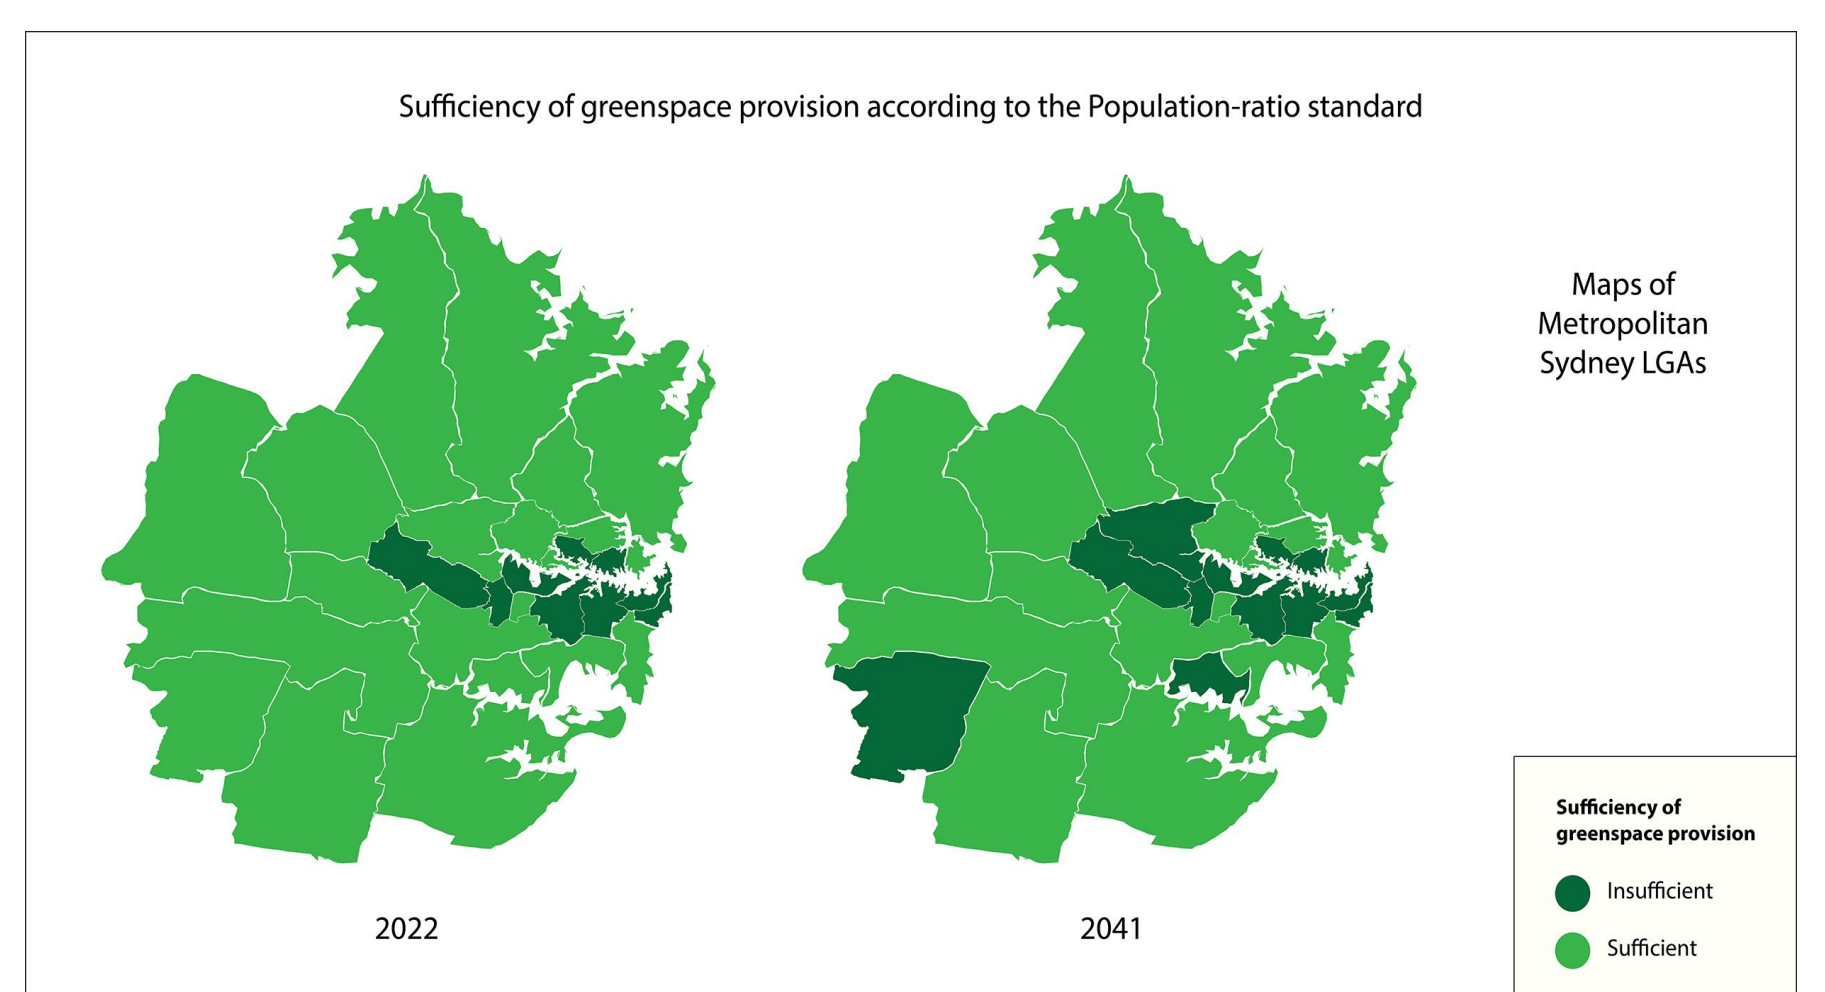 Sufficiency of greenspace provision according to the Population-ratio standard
Maps of
Metropolitan
Sydney LGAs
2022
2041
Sufficiency of
greenspace provision
Insufficient
Sufficient